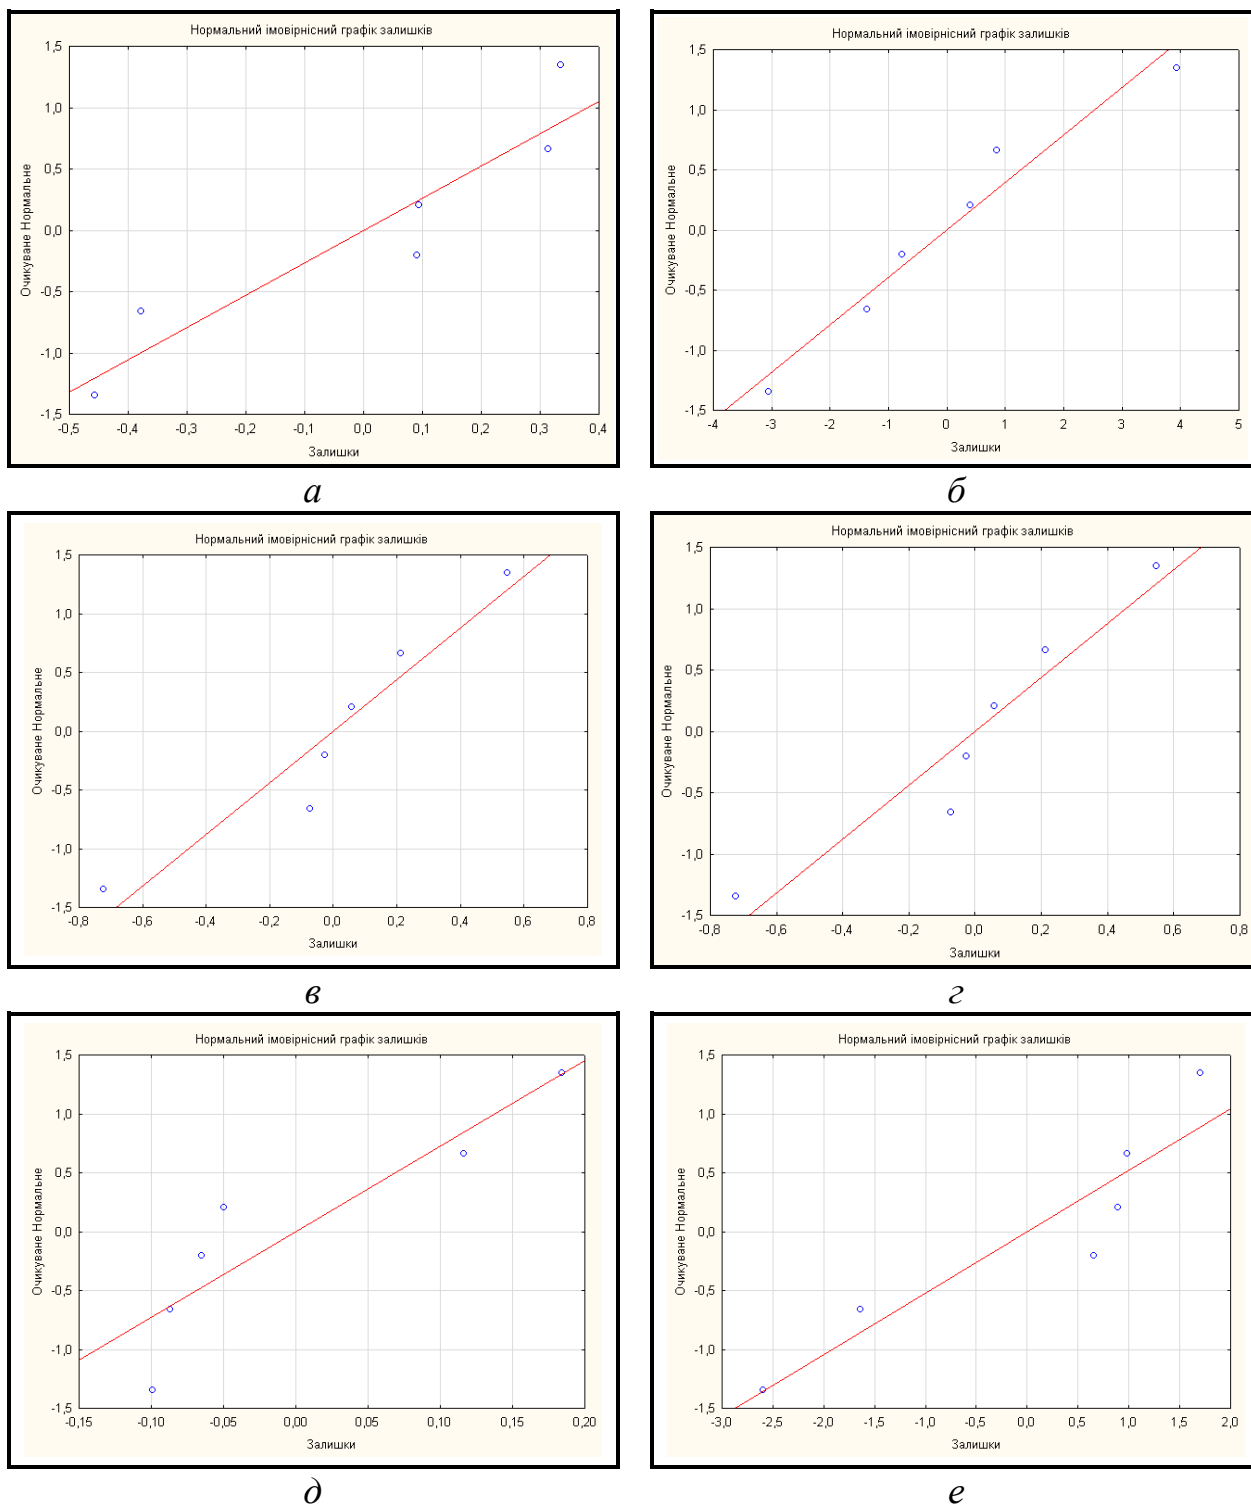 Нормальний імовірнісний графік залишків
1,5
1,0
0,5
0,0
-0,5
-1,0
-1,5
-0,5 -0,4 -0,3 -0,2 -0,1 0,0 0,1 0,2 0,3 0,4
Залишки
Очикуване Нормальне
а
Нормальний імовірнісний графік залишків
1,5
1,0
0,5
0,0
-0,5
-1,0
-1,5
-4 -3 -2 -1 0 1 2 3 4 5
Залишки
Очикуване Нормальне
б
Нормальний імовірнісний графік залишків
1,5
1,0
0,5
0,0
-0,5
-1,0
-1,5
-0,8 -0,6 -0,4 -0,2 0,0 0,2 0,4 0,6 0,8
Залишки
Очикуване Нормальне
в
Нормальний імовірнісний графік залишків
1,5
1,0
0,5
0,0
-0,5
-1,0
-1,5
-0,8 -0,6 -0,4 -0,2 0,0 0,2 0,4 0,6 0,8
Залишки
Очикуване Нормальне
г
Нормальний імовірнісний графік залишків
1,5
1,0
0,5
0,0
-0,5
-1,0
-1,5
-0,15 -0,10 -0,05 0,00 0,05 0,10 0,15 0,20
Залишки
Очикуване Нормальне
д
Нормальний імовірнісний графік залишків
1,5
1,0
0,5
0,0
-0,5
-1,0
-1,5
-3,0 -2,5 -2,0 -1,5 -1,0 -0,5 0,0 0,5 1,0 1,5 2,0
Залишки
Очикуване Нормальне
е